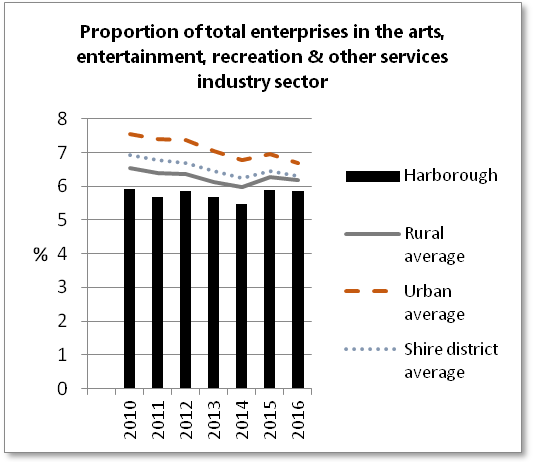 Proportion of total enterprises in the arts,
entertainment, recreation & other services
industry sector
8
7
6
5
4
3
2
1
0
%
2010
2011
2012
2013
2014
2015
2016
Harborough
Rural
average
Urban
average
Shire district
average